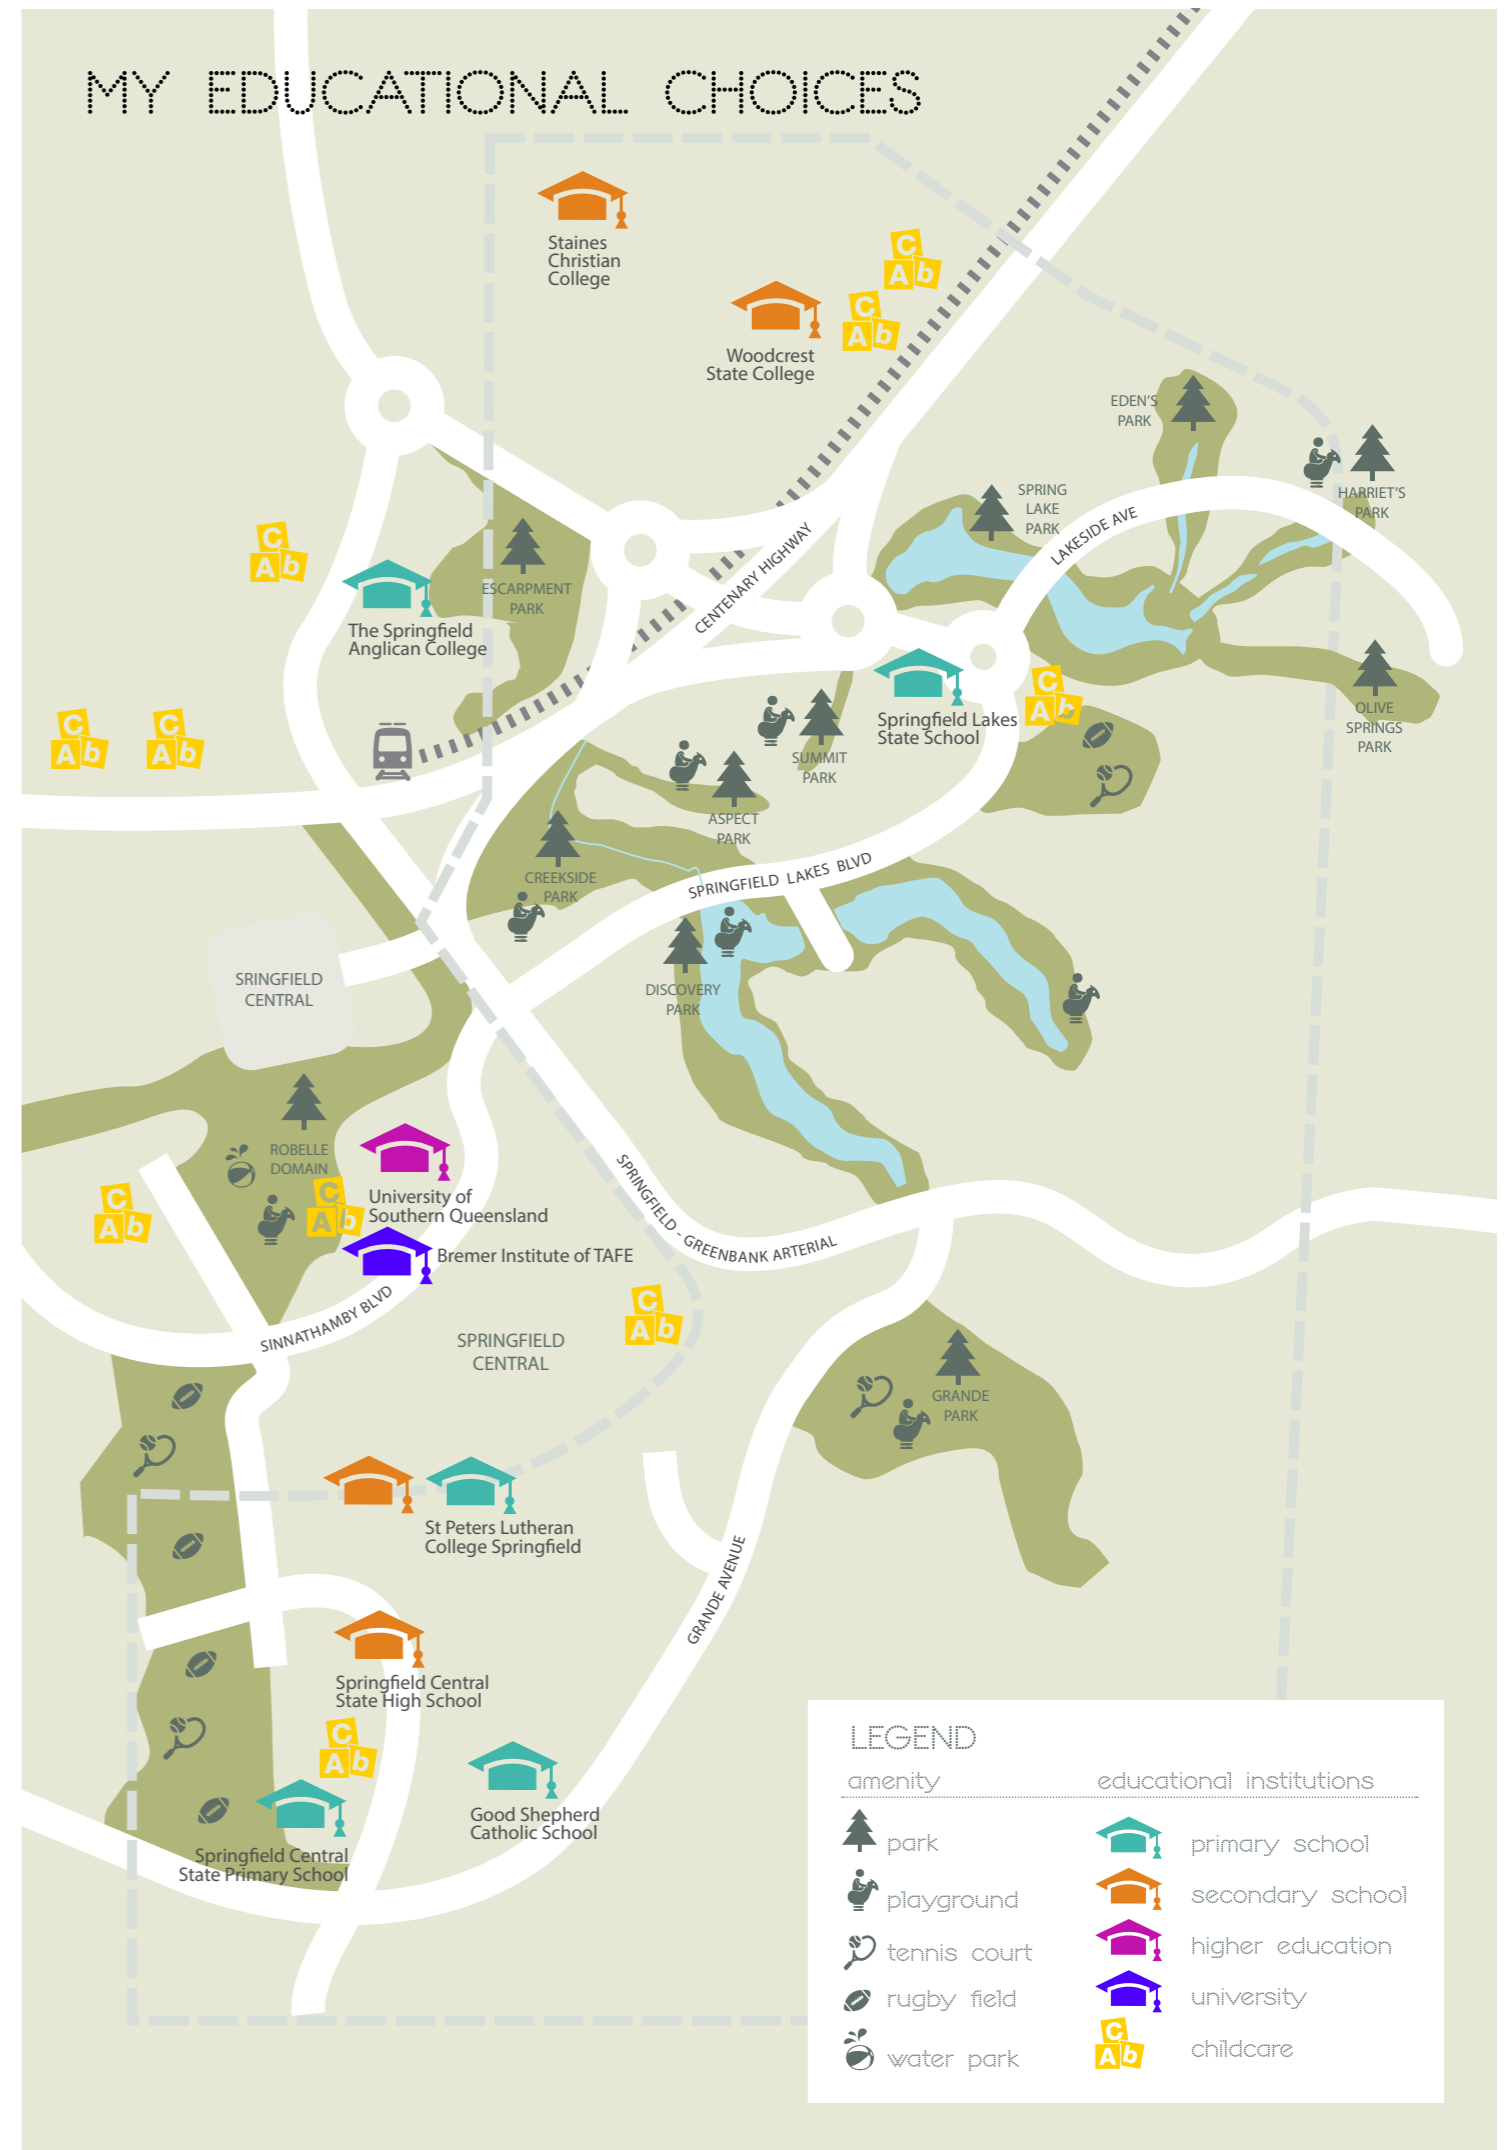 MY EDUCATIONAL CHOICES
Staines
Christian
College
Woodcrest
State College
EDEN'S
PARK
HARRIET'S
PARK
SPRING
LAKE
PARK
LAKESIDE AVE
CENTENARY HIGHWAY
ESCARPMENT
PARK
The Springfield
Anglican College
Springfield Lakes
State School
OLIVE
SPRINGS
PARK
SUMMIT
PARK
ASPECT
PARK
CREEKSIDE
PARK
SPRINGFIELD LAKES BLVD
DISCOVERY
PARK
SRINGFIELD
CENTRAL
ROBELLE
DOMAIN
University of
Southern Queensland
Bremer Institute of TAFE
SPRINGFIELD - GREENBANK ARTERIAL
SINNATHAMBY BLVD
SPRINGFIELD
CENTRAL
GRANDE
PARK
St Peters Lutheran
College Springfield
GRANDE AVENUE
Springfield Central
State High School
Good Shepherd
Catholic School
Springfield Central
State Primary School
LEGEND
amenity
educational institutions
park
primary school
playground
secondary school
tennis court
higher education
rugby field
university
water park
childcare
C
A b
C
A b
C
A b
C
A b
C
A b
C
A b
C
A b
C
A b
C
A b
C
A b
C
A b